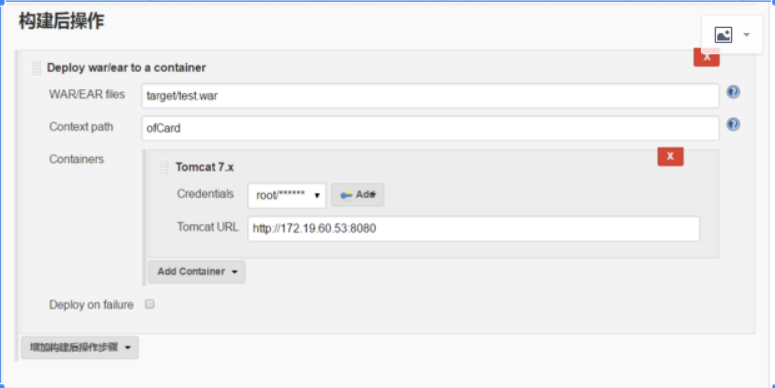 构建后操作
X
Deploy war/ear to a container
WAR/EAR files target/test.war
Context path ofCard
Containers
X
Tomcat 7.x
Credentials root/****** Add
Tomcat URL http://172.19.60.53:8080
Add Container
Deploy on failure
增加构建后操作步骤